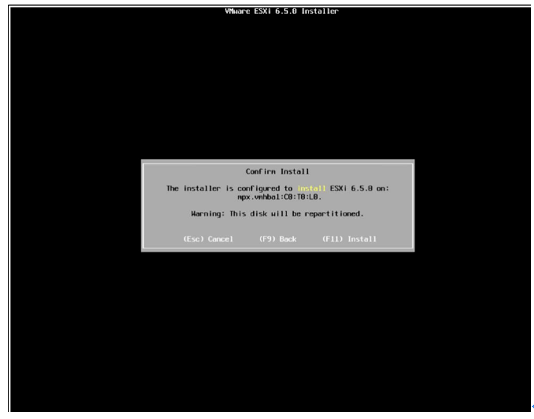 VMware ESXi 6.5.0 Installer
Confirm Install
The installer is configured to install ESXi 6.5.0 on:
mpx.vmhba1:C0:T0:L0.
Warning: This disk will be repartitioned.
(Esc) Cancel (F9) Back (F11) Install